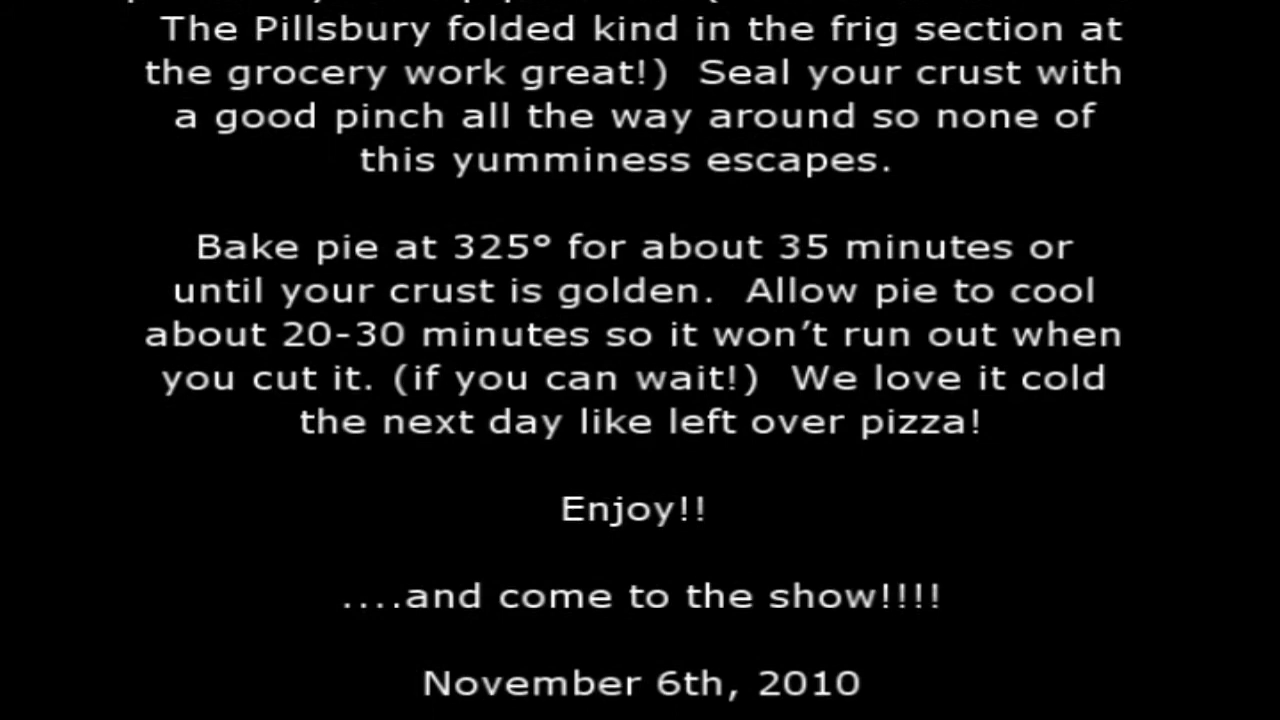 The Pillsbury folded kind in the frig section at
the grocery work great!)  Seal your crust with
a good pinch all the way around so none of
this yumminess escapes.
Bake pie at 325° for about 35 minutes or
until your crust is golden.  Allow pie to cool
about 20-30 minutes so it won’t run out when
you cut it. (if you can wait!)  We love it cold
the next day like left over pizza!
Enjoy!!
....and come to the show!!!!
November 6th, 2010